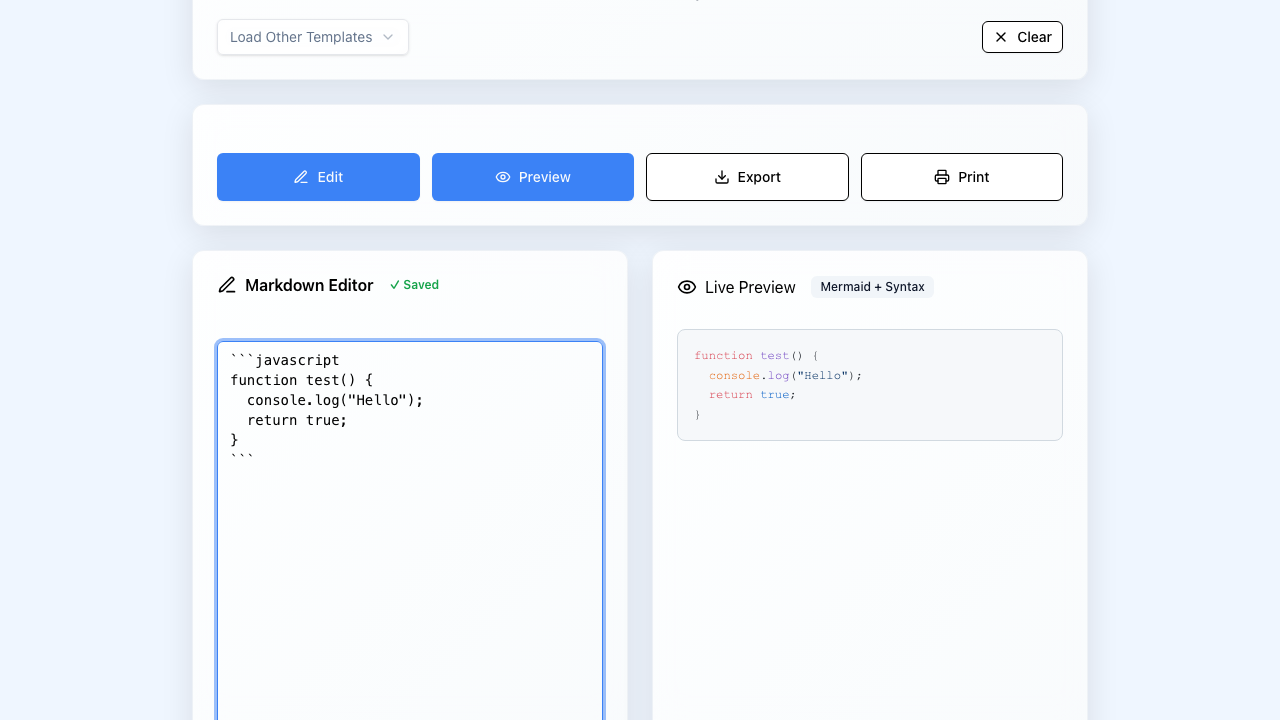 Load Other Templates
Clear
Edit
Preview
Export
Print
Markdown Editor
✓ Saved
```javascript
function test() {
  console.log("Hello");
  return true;
}
```
Live Preview
Mermaid + Syntax
function test() {
  console.log("Hello");
  return true;
}